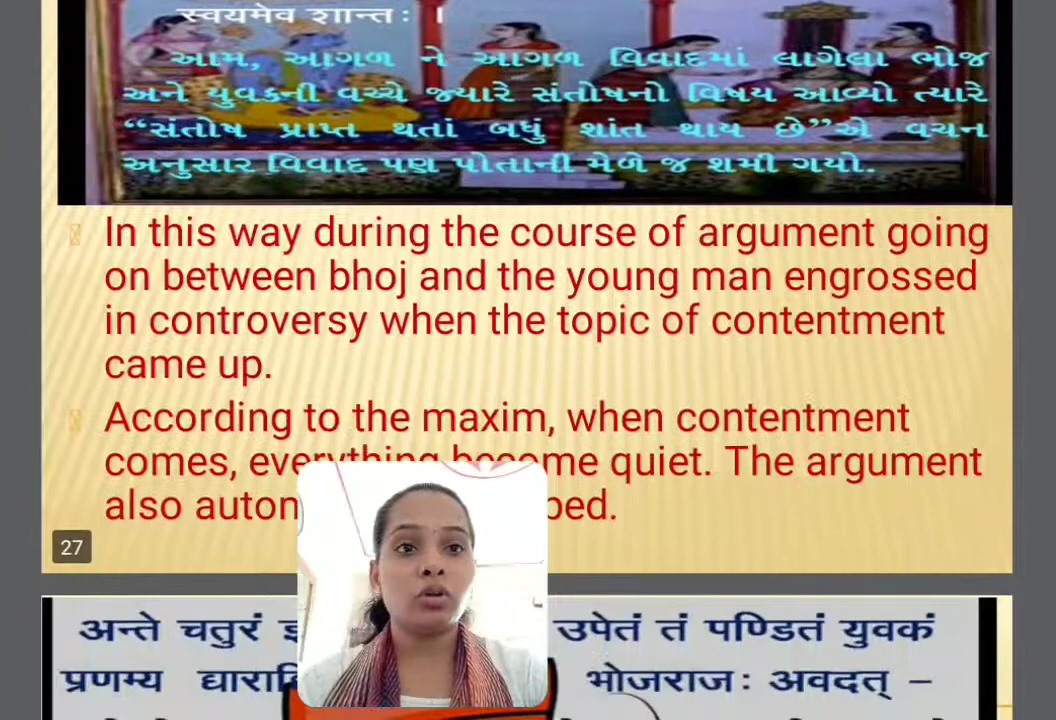 स्वयमेव शान्तः ।
આમ, આગળ ને આગળ વિવાદમાં લાગેલા ભોજ
અને યુવકની વચ્ચે જ્યારે સંતોષનો વિષય આવ્યો ત્યારે
“સંતોષ પ્રાપ્ત થતાં બધું શાંત થાય છે”એ વચન
અનુસાર વિવાદ પણ પોતાની મેળે જ શમી ગયો.
In this way during the course of argument going
on between bhoj and the young man engrossed
in controversy when the topic of contentment
came up.
According to the maxim, when contentment
comes, everything become quiet. The argument
also
27
अन्ते चतुरं उपेतं तं पण्डितं युवकं
प्रणम्य भोजराजः अवदत् –